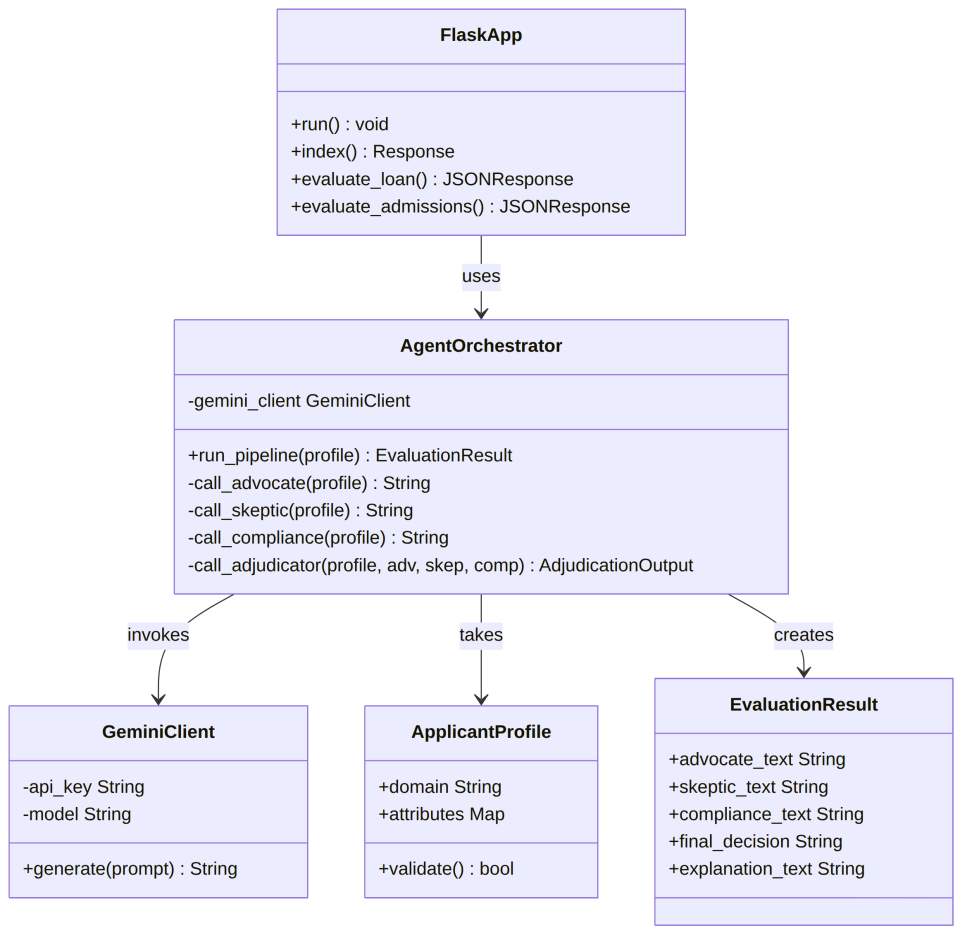 FlaskApp
+run() : void
+index() : Response
+evaluate_loan() : JSONResponse
+evaluate_admissions() : JSONResponse
uses
AgentOrchestrator
-gemini_client GeminiClient
+run_pipeline(profile) : EvaluationResult
-call_advocate(profile) : String
-call_skeptic(profile) : String
-call_compliance(profile) : String
-call_adjudicator(profile, adv, skep, comp) : AdjudicationOutput
invokes
takes
creates
GeminiClient
-api_key String
-model String
+generate(prompt) : String
ApplicantProfile
+domain String
+attributes Map
+validate() : bool
EvaluationResult
+advocate_text String
+skeptic_text String
+compliance_text String
+final_decision String
+explanation_text String